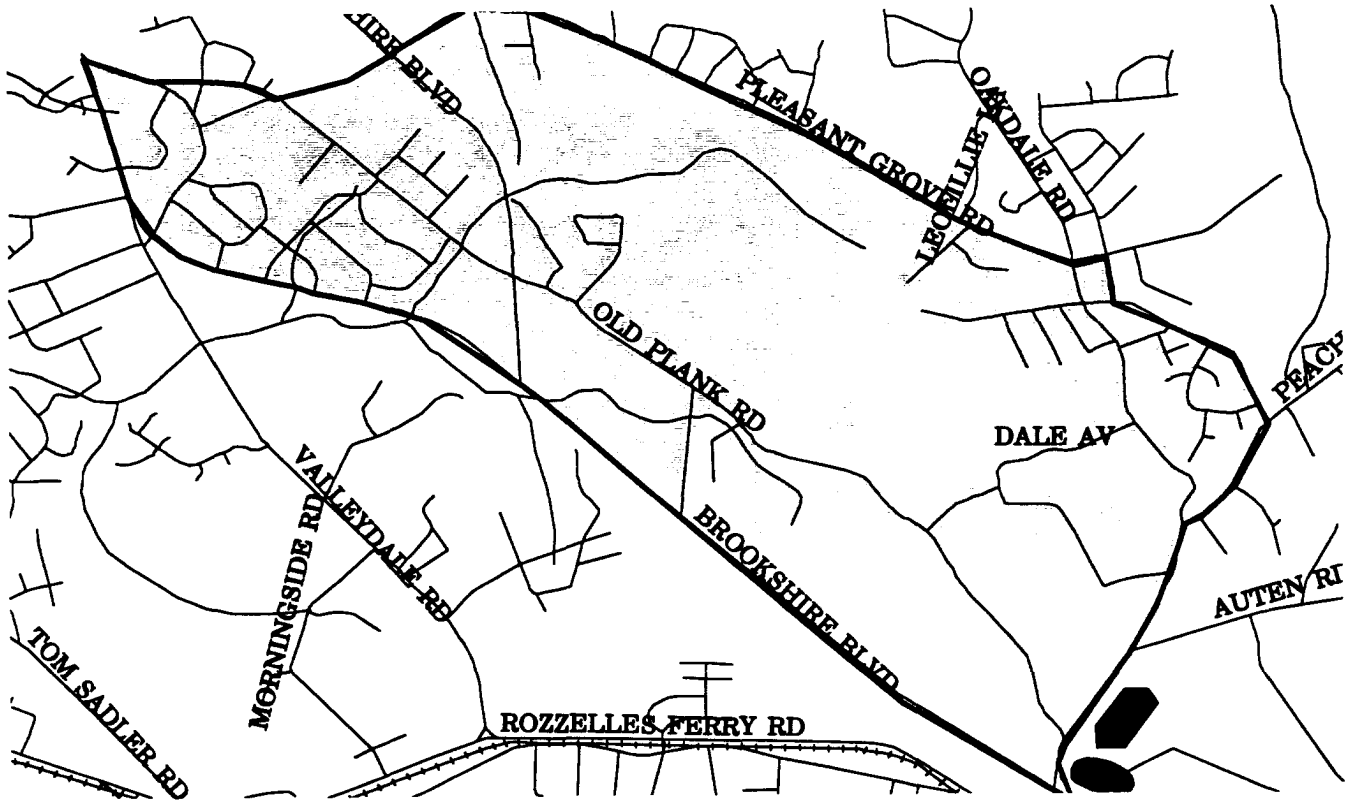 HIRE BLVD
PLEASANT GROVE RD
OAKDALE RD
OLD PLANK RD
DALE AV
PEACH
VALLEYDALE RD
MORNINGSIDE RD
BROOKSHIRE BLVD
AUTEN RD
TOM SADLER RD
ROZZELLES FERRY RD